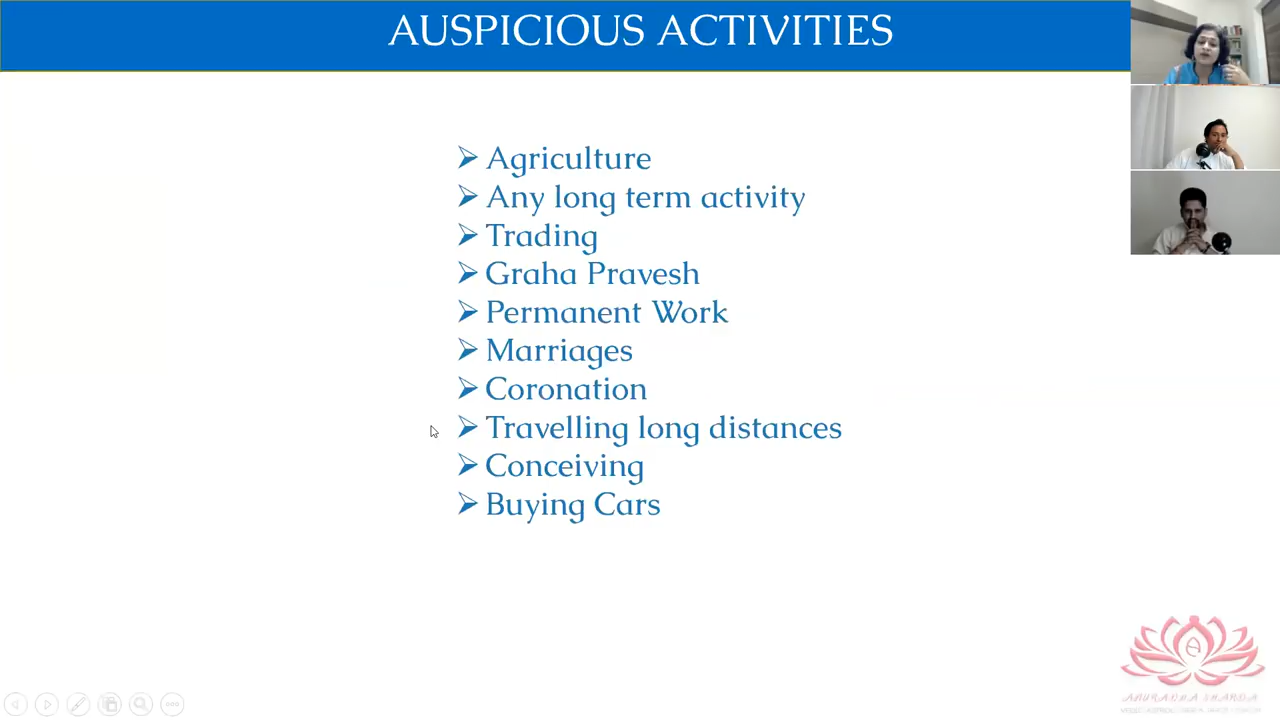 AUSPICIOUS ACTIVITIES
Agriculture
Any long term activity
Trading
Graha Pravesh
Permanent Work
Marriages
Coronation
Travelling long distances
Conceiving
Buying Cars